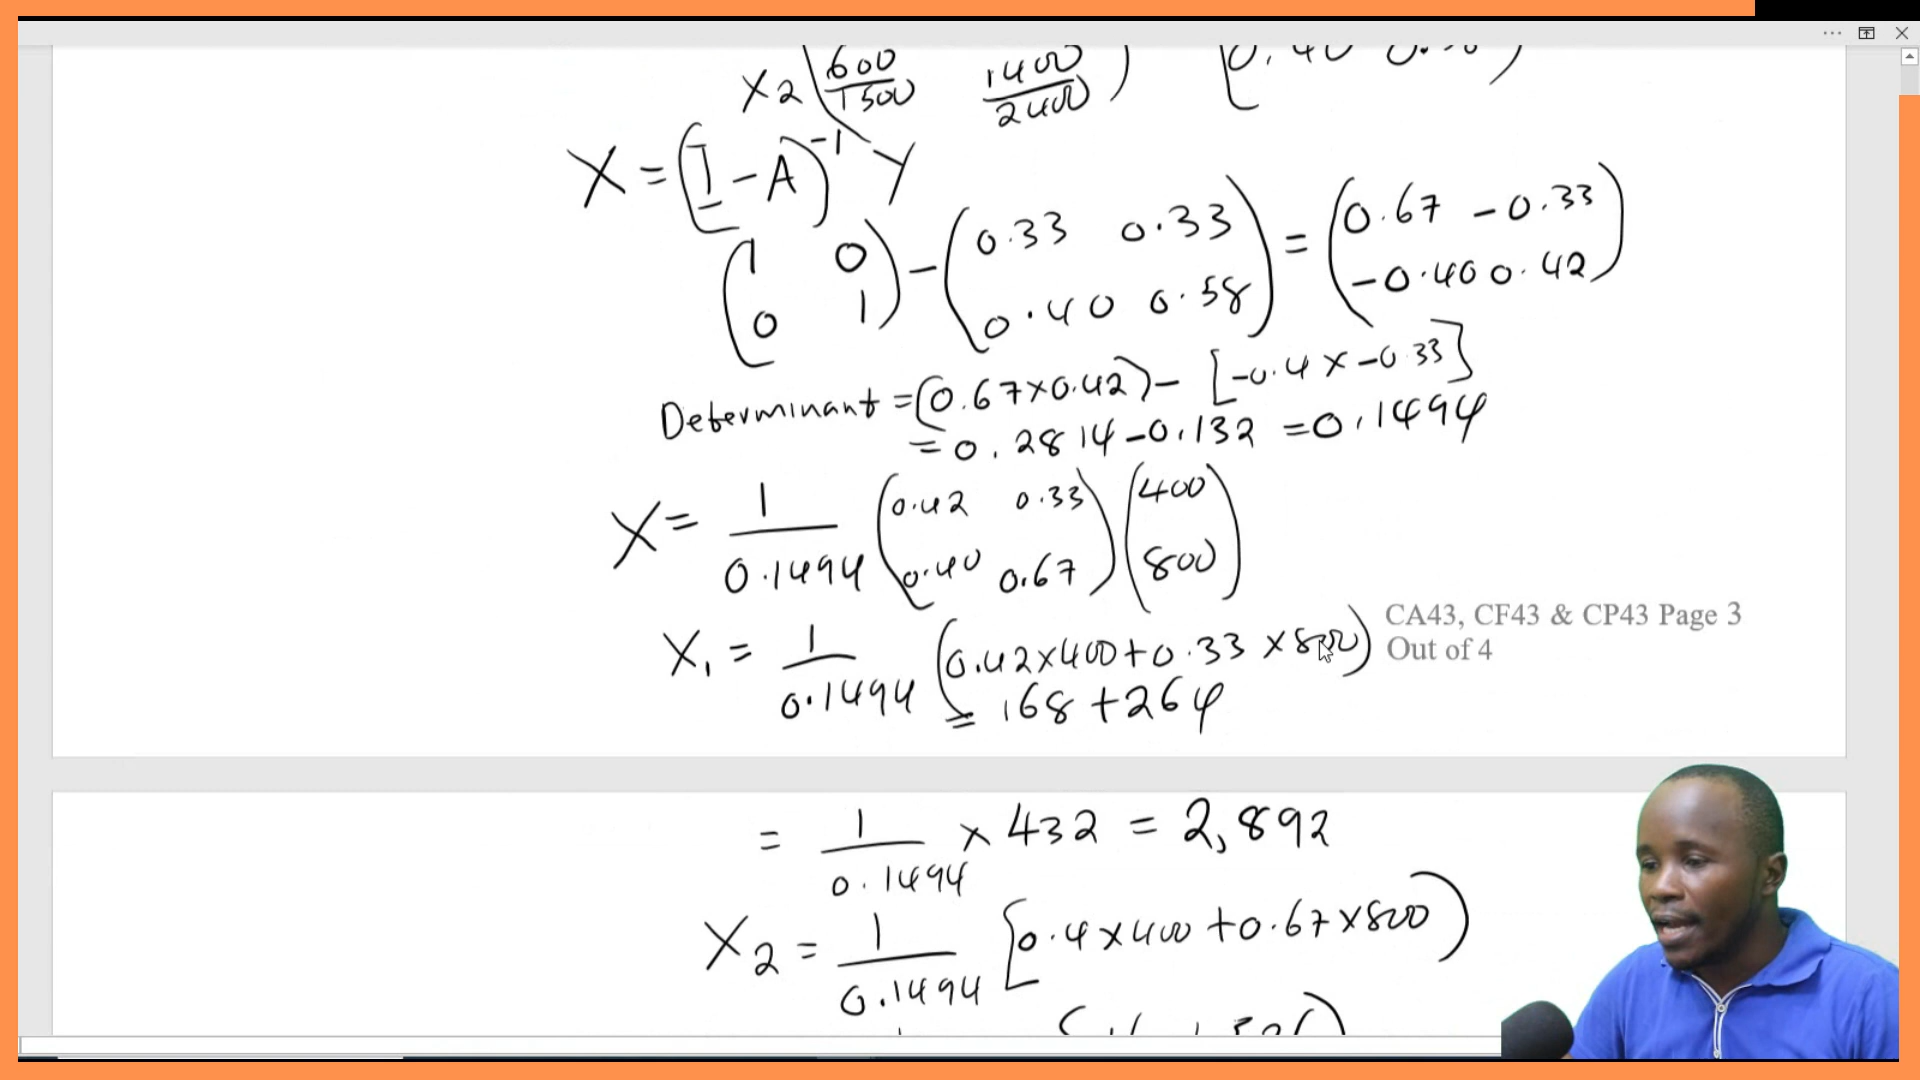 X2 600/1500 1400/2400
X = (I - A)^-1 Y
(1 0 - (0.33 0.33 = (0.67 -0.33
0 1) 0.40 0.58) -0.40 0.42)
Determinant = (0.67×0.42) - [-0.4 × -0.33]
= 0.2814 - 0.132 = 0.1494
X = 1/0.1494 (0.42 0.33 (400
0.40 0.67) 800)
CA43, CF43 & CP43 Page 3
Out of 4
X1 = 1/0.1494 (0.42×400+0.33×800)
= 168 + 264
= 1/0.1494 × 432 = 2,892
X2 = 1/0.1494 [0.4×400+0.67×800)